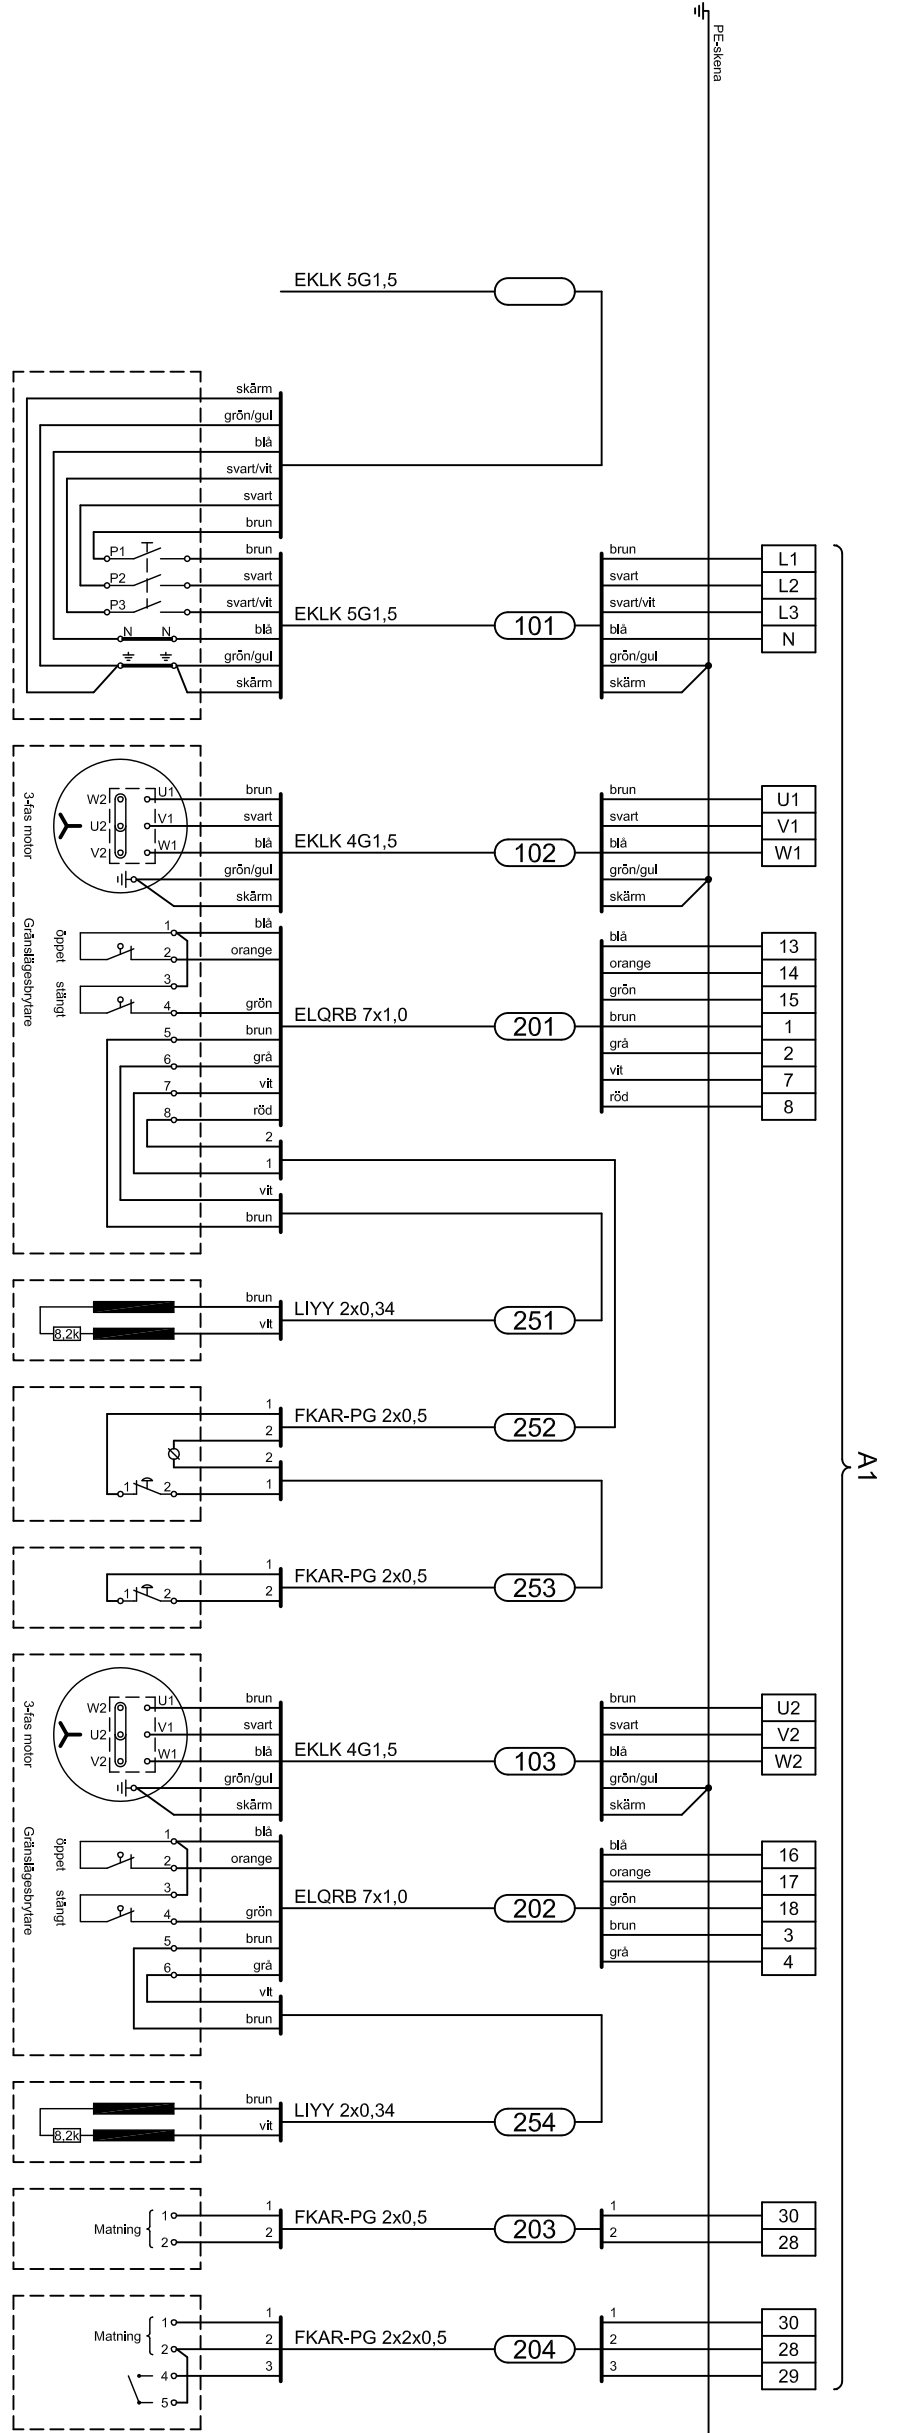 PE-skena
EKLK 5G1,5
skärm
grön/gul
blå
svart/vit
svart
brun
P1 brun brun L1
P2 svart svart L2
P3 svart/vit EKLK 5G1,5 101 svart/vit L3
N N blå blå N
grön/gul grön/gul
skärm skärm
3-fas motor
W2 U1 brun brun U1
U2 V1 svart svart V1
V2 W1 blå EKLK 4G1,5 102 blå W1
grön/gul grön/gul
skärm skärm
Gränslägesbrytare
öppet
stängt
1 blå blå 13
2 orange orange 14
3 grön 15
4 grön ELQRB 7x1,0 201 brun 1
5 brun grå 2
6 grå vit 7
7 vit röd 8
8 röd
2
1
vit
brun
8,2k
brun LIYY 2x0,34 251
vit
A1
1 FKAR-PG 2x0,5 252
2
2
1 2 1
1 FKAR-PG 2x0,5 253
1 2 2
3-fas motor
W2 U1 brun brun U2
U2 V1 svart svart V2
V2 W1 blå EKLK 4G1,5 103 blå W2
grön/gul grön/gul
skärm skärm
Gränslägesbrytare
öppet
stängt
1 blå blå 16
2 orange orange 17
3 ELQRB 7x1,0 202 grön 18
4 grön brun 3
5 brun grå 4
6 grå
vit
brun
8,2k
brun LIYY 2x0,34 254
vit
Matning 1 1 FKAR-PG 2x0,5 203 1 30
2 2 2 28
Matning 1 1 1 30
2 2 FKAR-PG 2x2x0,5 204 2 28
4 3 3 29
5